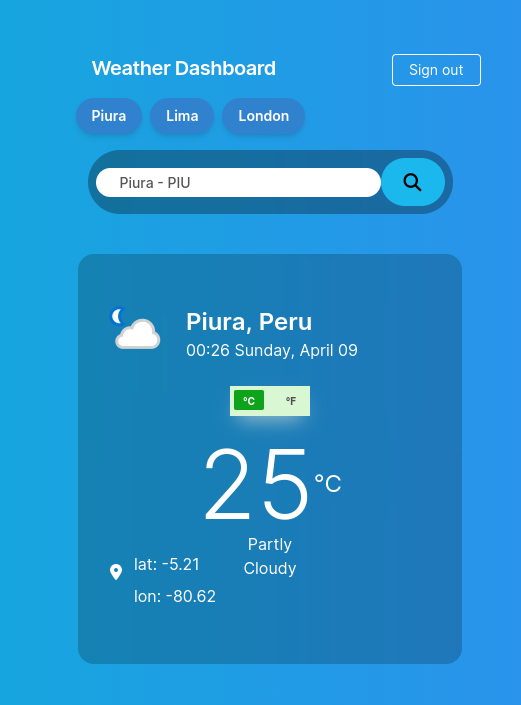 Weather Dashboard
Sign out
Piura Lima London
Piura - PIU
Piura, Peru
00:26 Sunday, April 09
°C °F
25°C
Partly
Cloudy
lat: -5.21
lon: -80.62